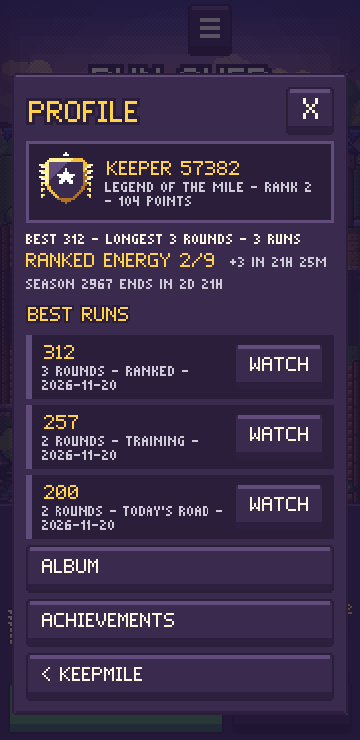 PROFILE
X
KEEPER 57382
LEGEND OF THE MILE - RANK 2
- 104 POINTS
BEST 312 - LONGEST 3 ROUNDS - 3 RUNS
RANKED ENERGY 2/9 +3 IN 21H 25M
SEASON 2967 ENDS IN 2D 21H
BEST RUNS
312
3 ROUNDS - RANKED -
2026-11-20
WATCH
257
2 ROUNDS - TRAINING -
2026-11-20
WATCH
200
2 ROUNDS - TODAY'S ROAD -
2026-11-20
WATCH
ALBUM
ACHIEVEMENTS
< KEEPMILE